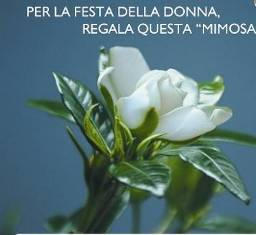 PER LA FESTA DELLA DONNA,
REGALA QUESTA “MIMOSA